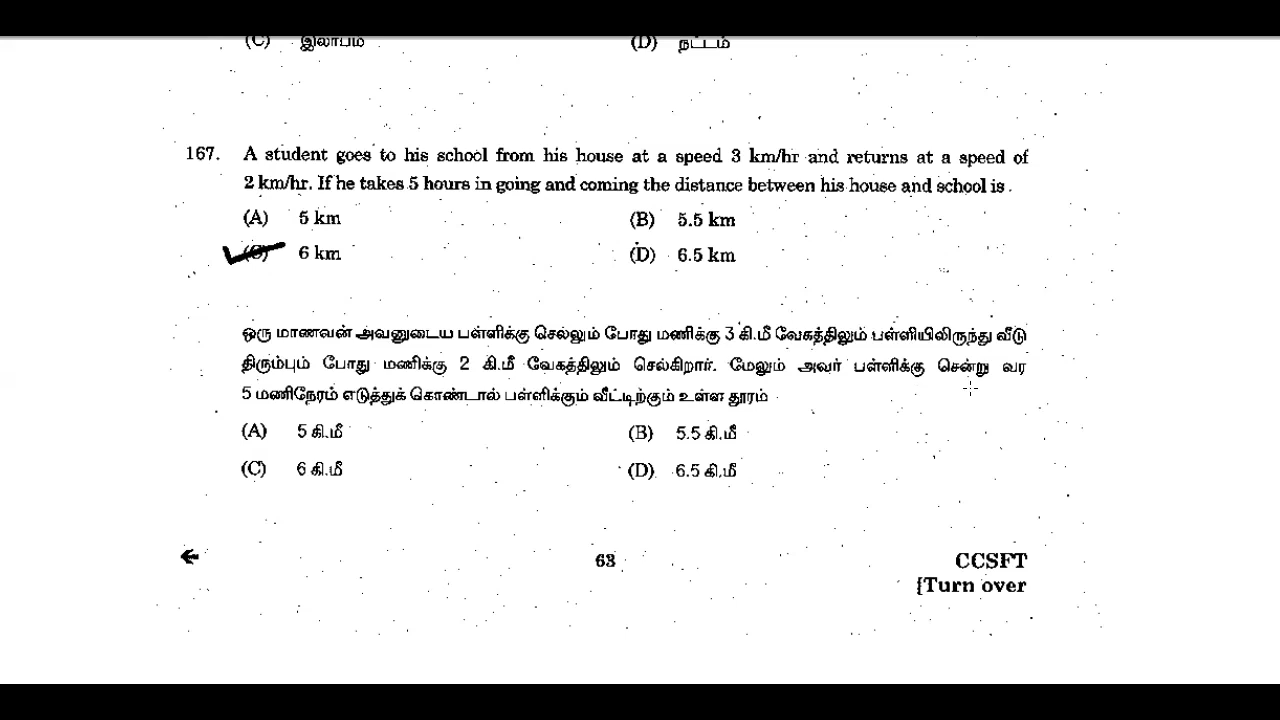 (C) இலாபம் (D) நட்டம்
167. A student goes to his school from his house at a speed 3 km/hr and returns at a speed of
2 km/hr. If he takes 5 hours in going and coming the distance between his house and school is
(A) 5 km (B) 5.5 km
(C) 6 km (D) 6.5 km
ஒரு மாணவன் அவனுடைய பள்ளிக்கு செல்லும் போது மணிக்கு 3 கி.மீ வேகத்திலும் பள்ளியிலிருந்து வீடு
திரும்பும் போது மணிக்கு 2 கி.மீ வேகத்திலும் செல்கிறார். மேலும் அவர் பள்ளிக்கு சென்று வர
5 மணிநேரம் எடுத்துக் கொண்டால் பள்ளிக்கும் வீட்டிற்கும் உள்ள தூரம்
(A) 5 கி.மீ (B) 5.5 கி.மீ
(C) 6 கி.மீ (D) 6.5 கி.மீ
63 CCSFT
[Turn over